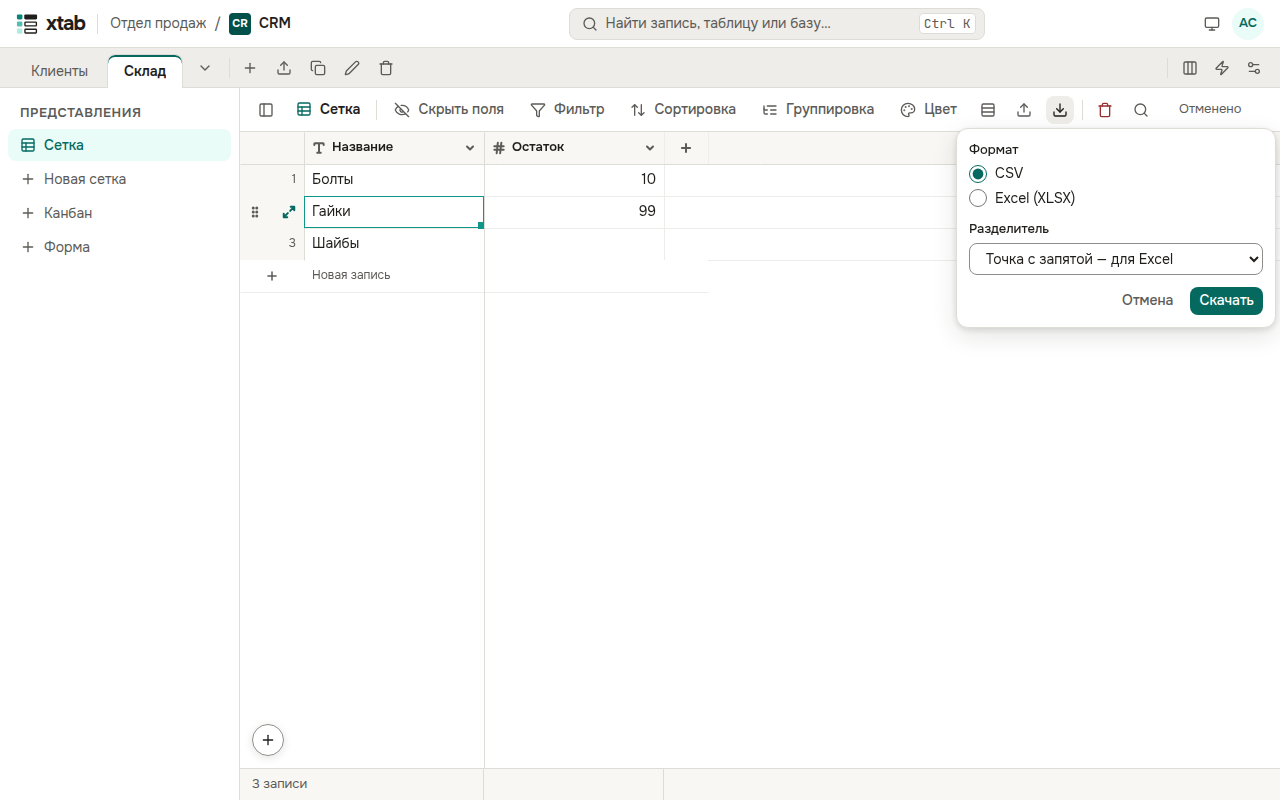 xtab
Отдел продаж / CR CRM
Найти запись, таблицу или базу... Ctrl K
АС
Клиенты
Склад
ПРЕДСТАВЛЕНИЯ
Сетка
Новая сетка
Канбан
Форма
Сетка
Скрыть поля
Фильтр
Сортировка
Группировка
Цвет
Отменено
Название
Остаток
1 Болты 10
Гайки 99
3 Шайбы
Новая запись
Формат
CSV
Excel (XLSX)
Разделитель
Точка с запятой — для Excel
Отмена
Скачать
3 записи